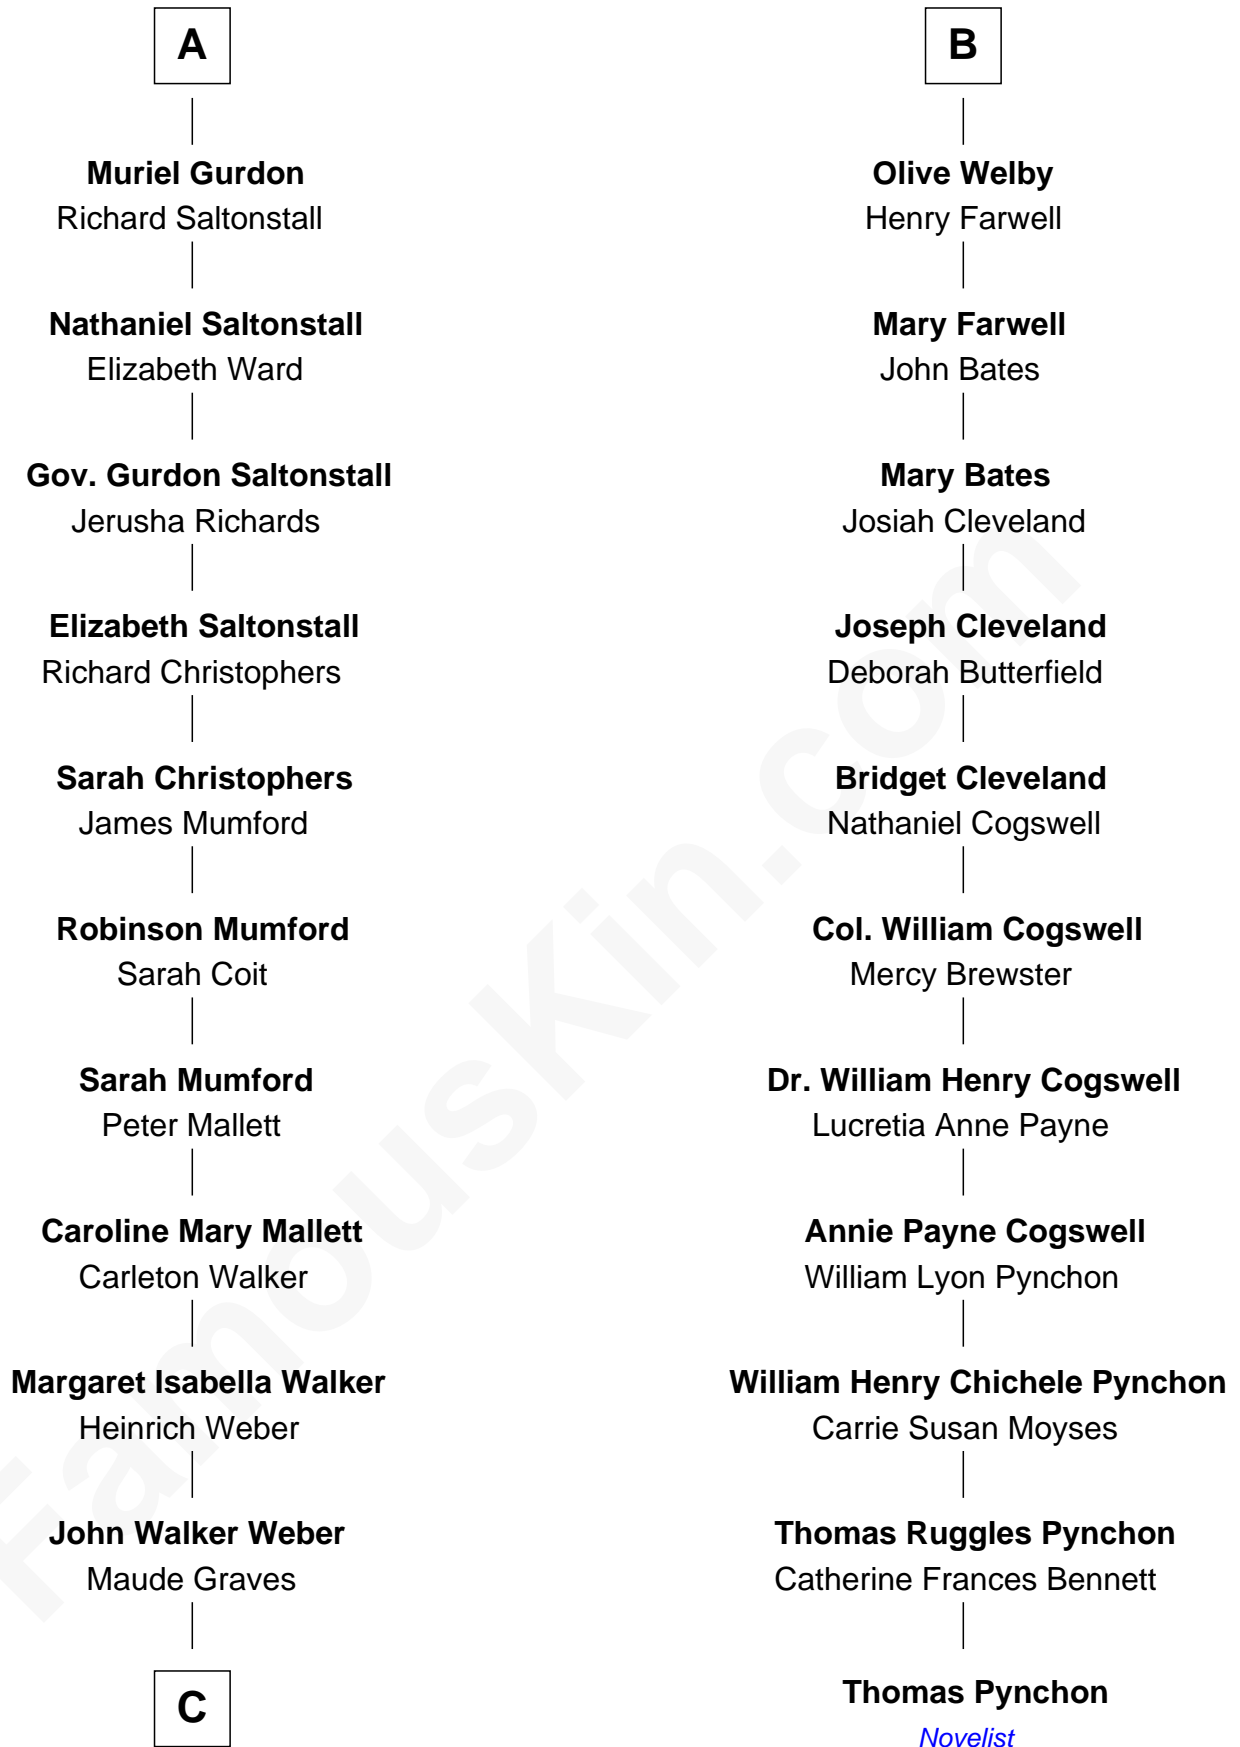 A
Muriel Gurdon
Richard Saltonstall
Nathaniel Saltonstall
Elizabeth Ward
Gov. Gurdon Saltonstall
Jerusha Richards
Elizabeth Saltonstall
Richard Christophers
Sarah Christophers
James Mumford
Robinson Mumford
Sarah Coit
Sarah Mumford
Peter Mallett
Caroline Mary Mallett
Carleton Walker
Margaret Isabella Walker
Heinrich Weber
John Walker Weber
Maude Graves
C
B
Olive Welby
Henry Farwell
Mary Farwell
John Bates
Mary Bates
Josiah Cleveland
Joseph Cleveland
Deborah Butterfield
Bridget Cleveland
Nathaniel Cogswell
Col. William Cogswell
Mercy Brewster
Dr. William Henry Cogswell
Lucretia Anne Payne
Annie Payne Cogswell
William Lyon Pynchon
William Henry Chichele Pynchon
Carrie Susan Moyses
Thomas Ruggles Pynchon
Catherine Frances Bennett
Thomas Pynchon
Novelist
FamousKin.com